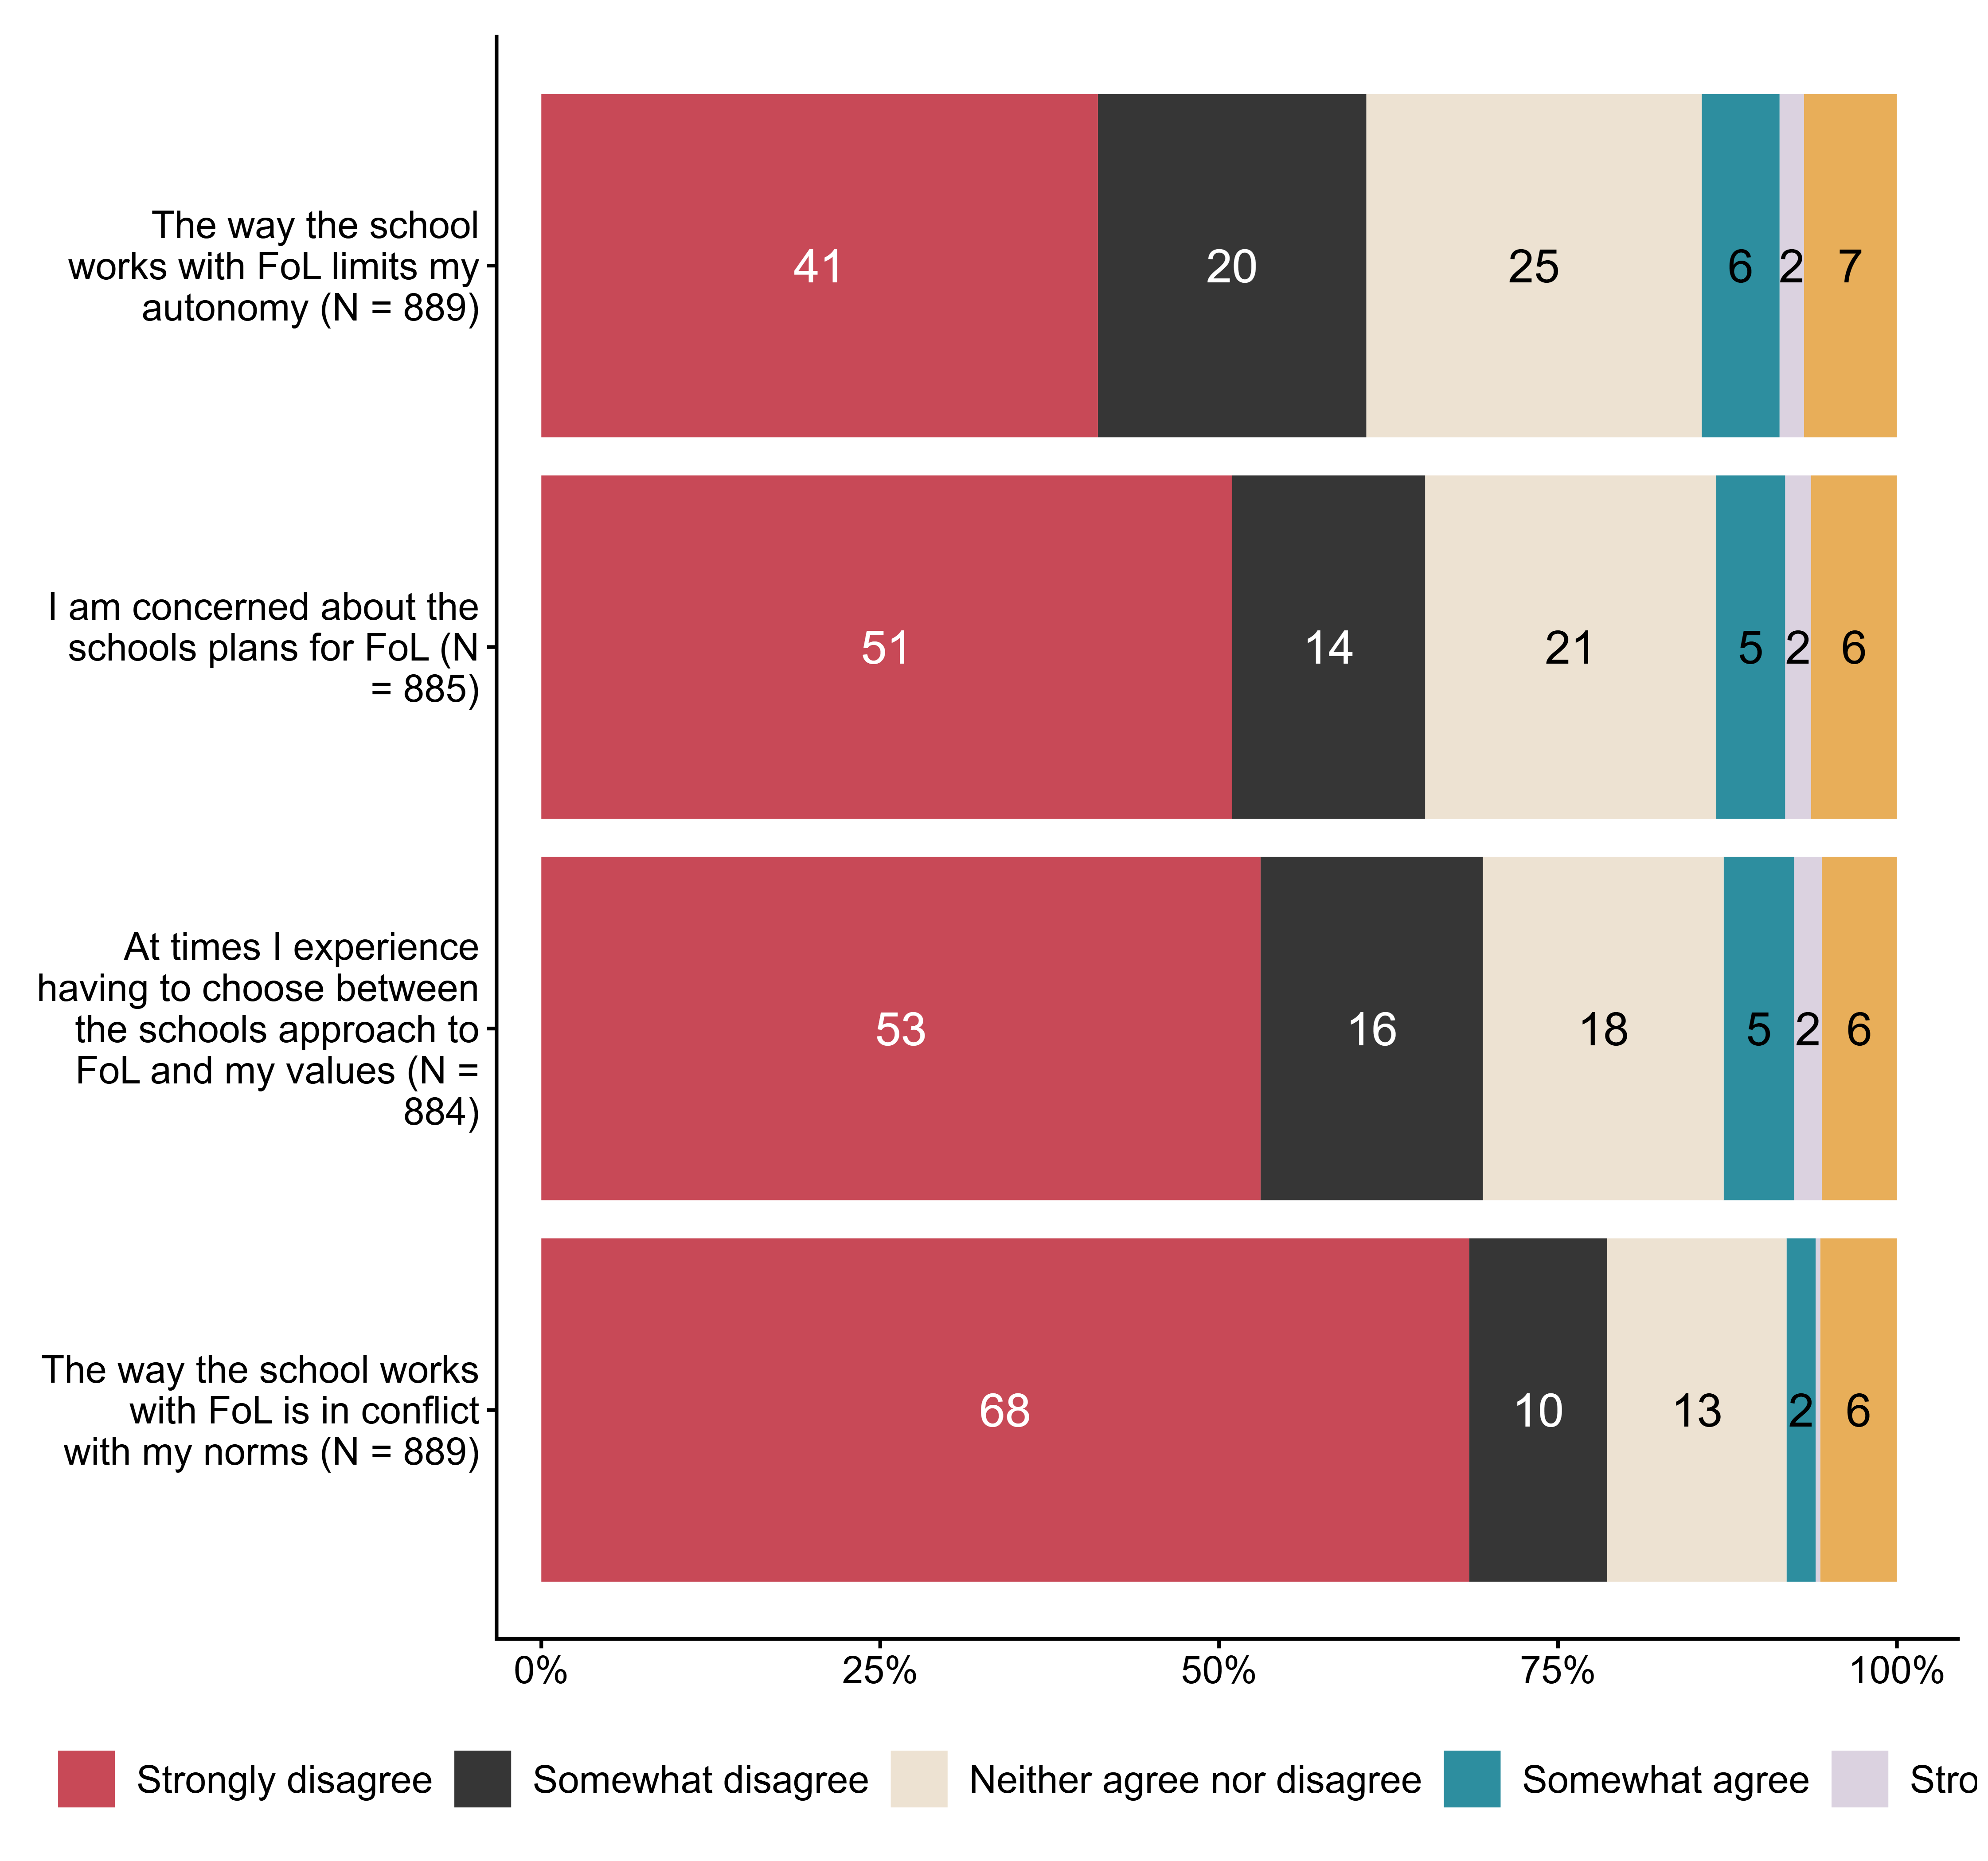 The way the school
works with FoL limits my
autonomy (N = 889)
41 20 25 6 2 7
I am concerned about the
schools plans for FoL (N
= 885)
51 14 21 5 2 6
At times I experience
having to choose between
the schools approach to
FoL and my values (N =
884)
53 16 18 5 2 6
The way the school works
with FoL is in conflict
with my norms (N = 889)
68 10 13 2 6
0% 25% 50% 75% 100%
Strongly disagree Somewhat disagree Neither agree nor disagree Somewhat agree Stro